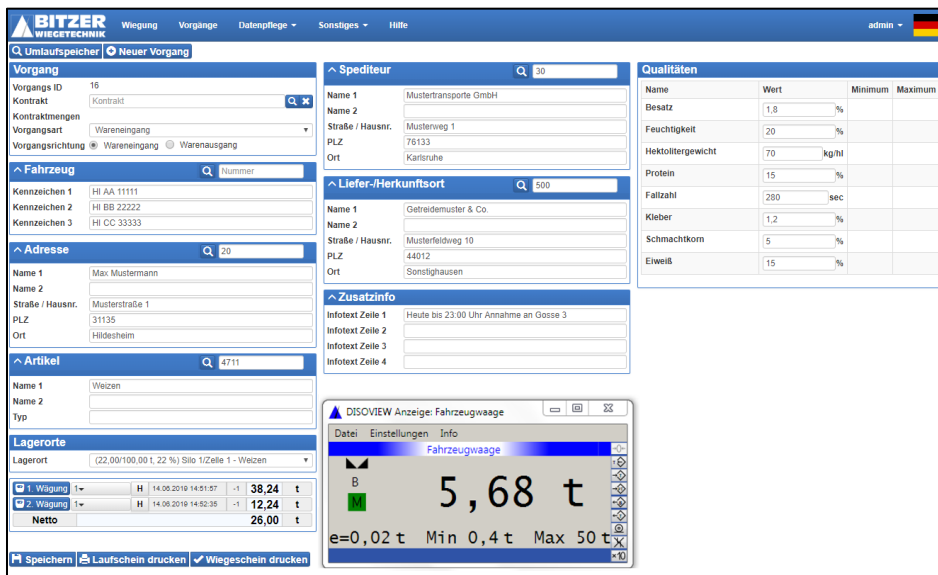 BITZER
WIEGETECHNIK
Wiegung Vorgänge Datenpflege Sonstiges Hilfe admin
Umlaufspeicher Neuer Vorgang
Vorgang
Vorgangs ID 16
Kontrakt Kontrakt
Kontraktmengen
Vorgangsart Wareneingang
Vorgangsrichtung Wareneingang Warenausgang
Fahrzeug Nummer
Kennzeichen 1 HI AA 11111
Kennzeichen 2 HI BB 22222
Kennzeichen 3 HI CC 33333
Adresse 20
Name 1 Max Mustermann
Name 2
Straße / Hausnr. Musterstraße 1
PLZ 31135
Ort Hildesheim
Artikel 4711
Name 1 Weizen
Name 2
Typ
Lagerorte
Lagerort (22,00/100,00 t, 22 %) Silo 1/Zelle 1 - Weizen
1. Wägung 1 H 14.06.2019 14:51:57 -1 38,24 t
2. Wägung 1 H 14.06.2019 14:52:35 -1 12,24 t
Netto 26,00 t
Speichern Laufschein drucken Wiegeschein drucken
Spediteur 30
Name 1 Mustertransporte GmbH
Name 2
Straße / Hausnr. Musterweg 1
PLZ 76133
Ort Karlsruhe
Liefer-/Herkunftsort 500
Name 1 Getreidemuster & Co.
Name 2
Straße / Hausnr. Musterfeldweg 10
PLZ 44012
Ort Sonstighausen
Zusatzinfo
Infotext Zeile 1 Heute bis 23:00 Uhr Annahme an Gosse 3
Infotext Zeile 2
Infotext Zeile 3
Infotext Zeile 4
DISOVIEW Anzeige: Fahrzeugwaage
Datei Einstellungen Info
Fahrzeugwaage
B
M
5,68 t
e=0,02 t Min 0,4 t Max 50 t
×10
Qualitäten
Name Wert Minimum Maximum
Besatz 1,8 %
Feuchtigkeit 20 %
Hektolitergewicht 70 kg/hl
Protein 15 %
Fallzahl 280 sec
Kleber 1,2 %
Schmachtkorn 5 %
Eiweiß 15 %